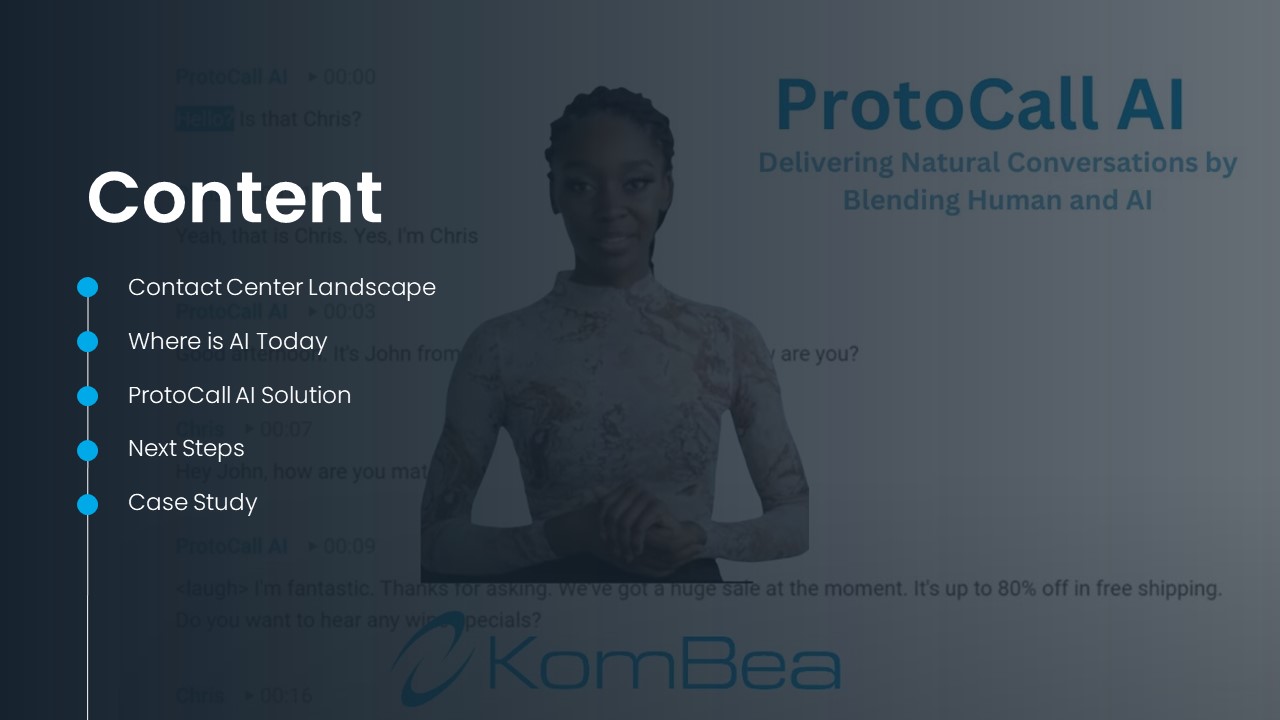 ProtoCall AI ▸ 00:00
Hello? Is that Chris?
ProtoCall AI
Delivering Natural Conversations by
Blending Human and AI
Content
Yeah, that is Chris. Yes, I'm Chris
Contact Center Landscape
ProtoCall AI ▸ 00:03
Where is AI Today
Good afternoon. It's John from are you?
ProtoCall AI Solution
Chris ▸ 00:07
Next Steps
Hey John, how are you mat
Case Study
ProtoCall AI ▸ 00:09
<laugh> I'm fantastic. Thanks for asking. We've got a huge sale at the moment. It's up to 80% off in free shipping.
Do you want to hear any wine specials?
KomBea
Chris ▸ 00:16